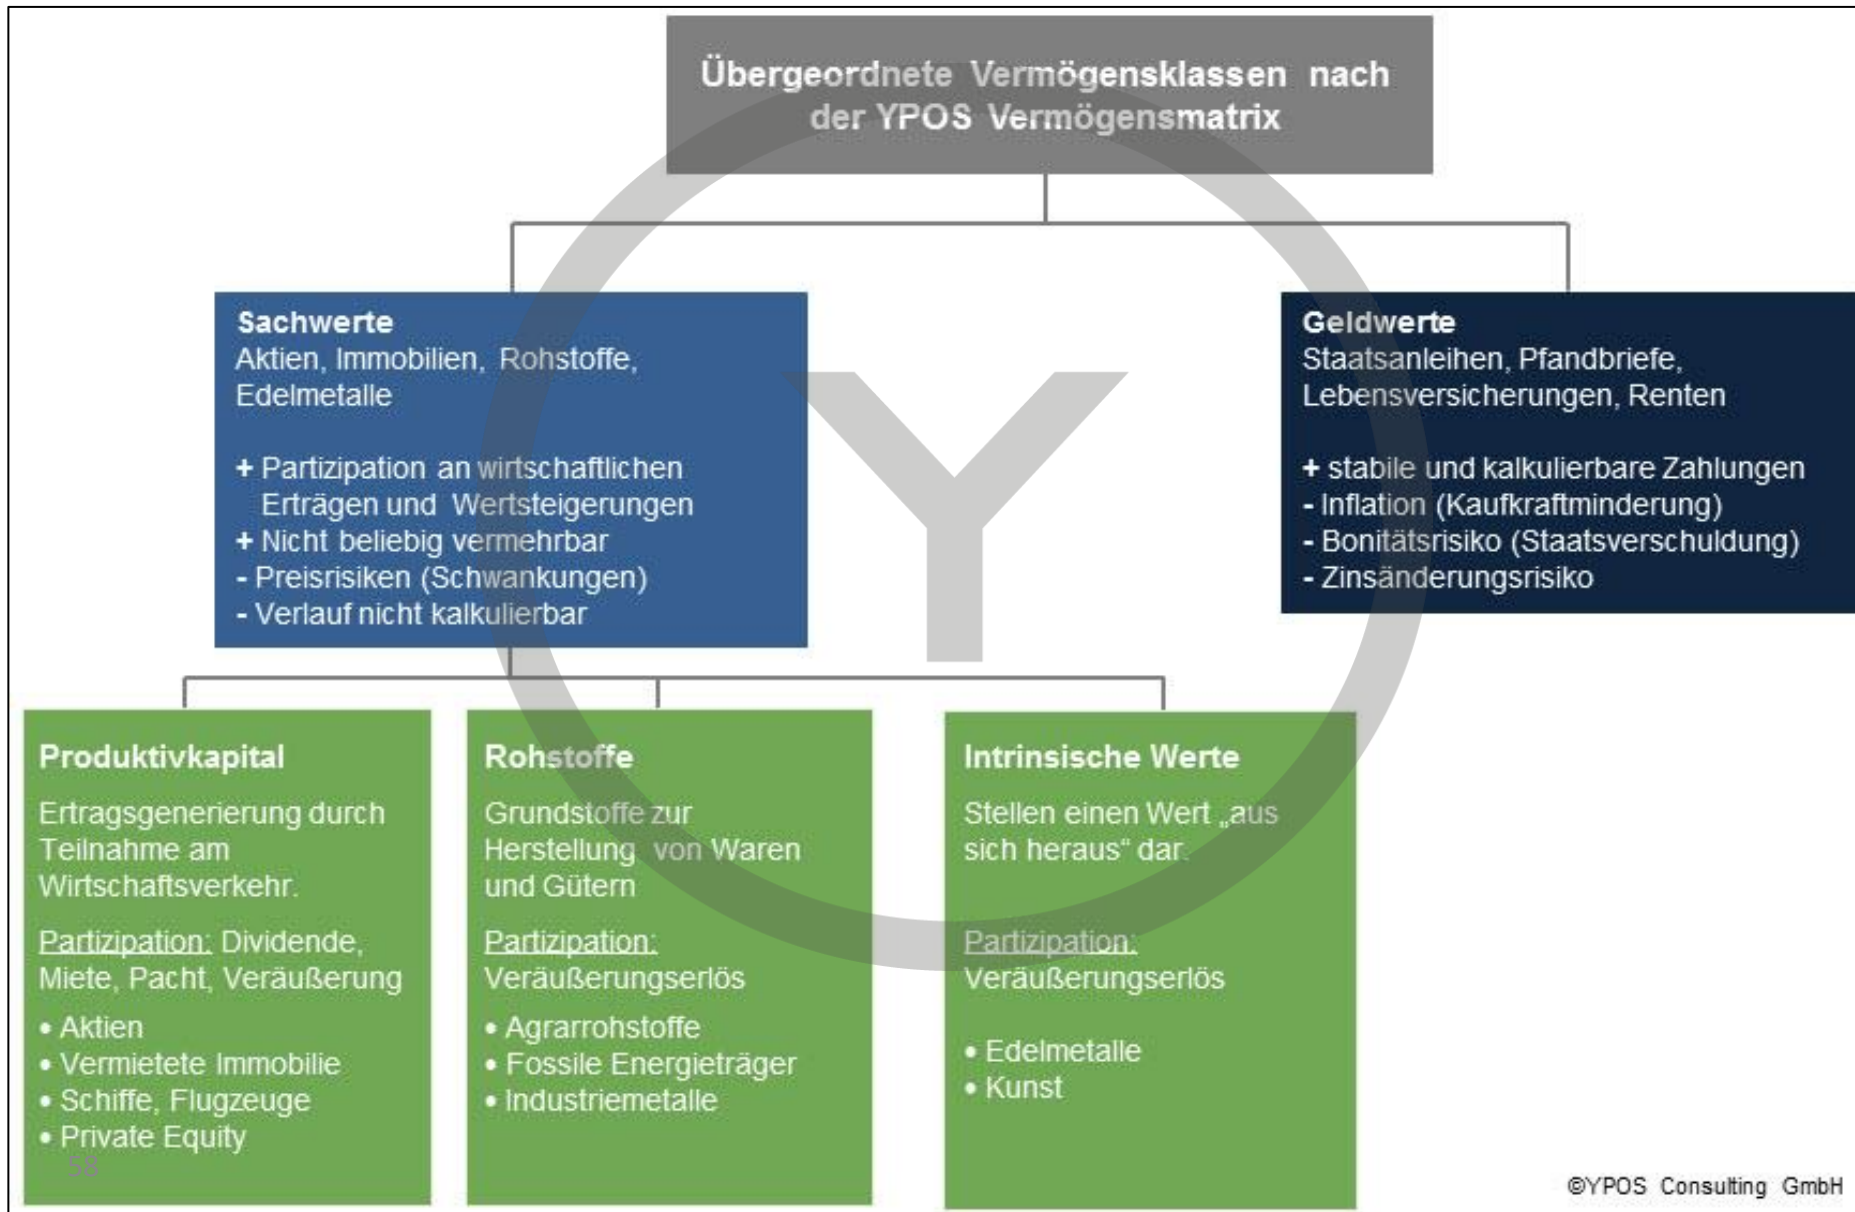 Übergeordnete Vermögensklassen nach
der YPOS Vermögensmatrix
Sachwerte
Aktien, Immobilien, Rohstoffe,
Edelmetalle
+ Partizipation an wirtschaftlichen
Erträgen und Wertsteigerungen
+ Nicht beliebig vermehrbar
- Preisrisiken (Schwankungen)
- Verlauf nicht kalkulierbar
Geldwerte
Staatsanleihen, Pfandbriefe,
Lebensversicherungen, Renten
+ stabile und kalkulierbare Zahlungen
- Inflation (Kaufkraftminderung)
- Bonitätsrisiko (Staatsverschuldung)
- Zinsänderungsrisiko
Y
Produktivkapital
Ertragsgenerierung durch
Teilnahme am
Wirtschaftsverkehr.
Partizipation: Dividende,
Miete, Pacht, Veräußerung
• Aktien
• Vermietete Immobilie
• Schiffe, Flugzeuge
• Private Equity
58
Rohstoffe
Grundstoffe zur
Herstellung von Waren
und Gütern
Partizipation:
Veräußerungserlös
• Agrarrohstoffe
• Fossile Energieträger
• Industriemetalle
Intrinsische Werte
Stellen einen Wert „aus
sich heraus“ dar.
Partizipation:
Veräußerungserlös
• Edelmetalle
• Kunst
©YPOS Consulting GmbH